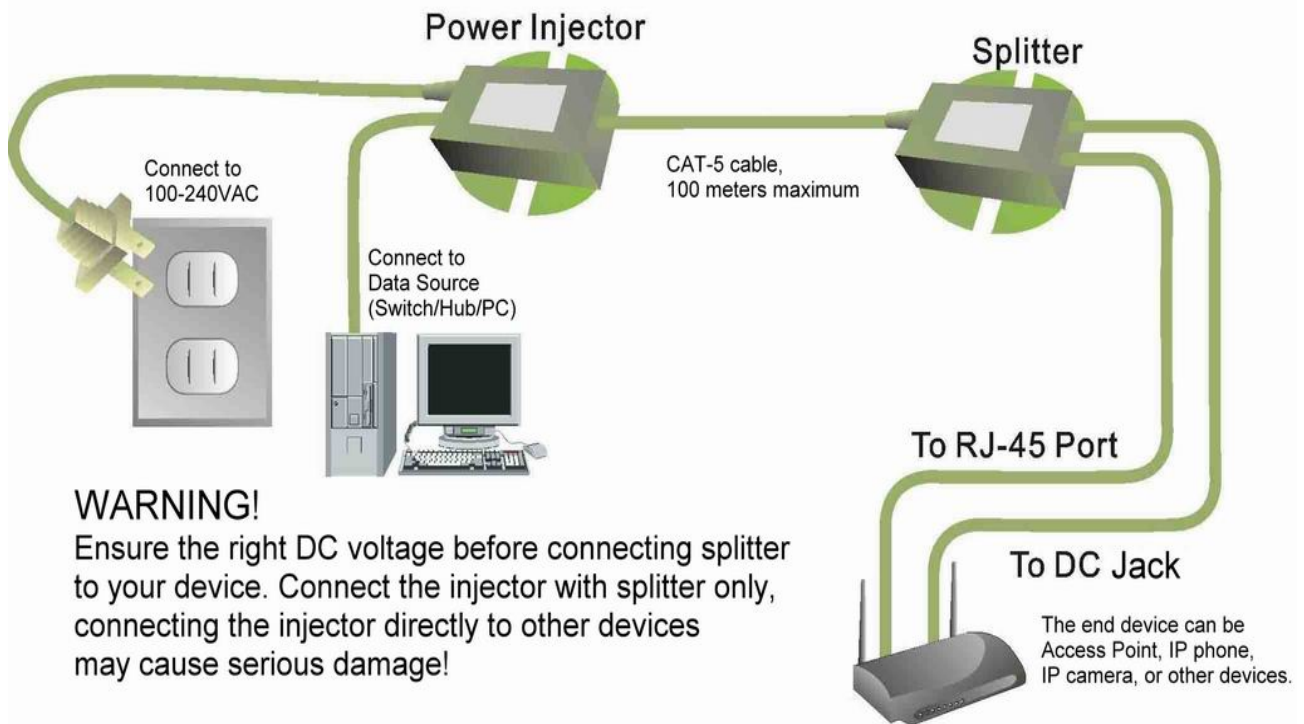 Power Injector
Splitter
Connect to
100-240VAC
CAT-5 cable,
100 meters maximum
Connect to
Data Source
(Switch/Hub/PC)
To RJ-45 Port
To DC Jack
The end device can be
Access Point, IP phone,
IP camera, or other devices.
WARNING!
Ensure the right DC voltage before connecting splitter
to your device. Connect the injector with splitter only,
connecting the injector directly to other devices
may cause serious damage!